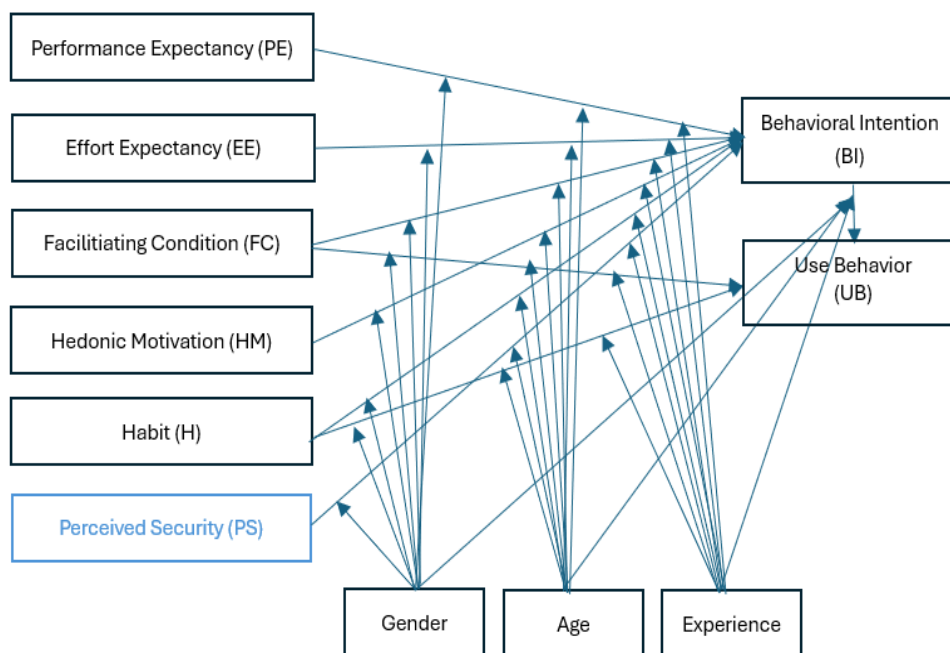 Performance Expectancy (PE)
Effort Expectancy (EE)
Facilitiating Condition (FC)
Hedonic Motivation (HM)
Habit (H)
Perceived Security (PS)
Behavioral Intention
(BI)
Use Behavior
(UB)
Gender
Age
Experience